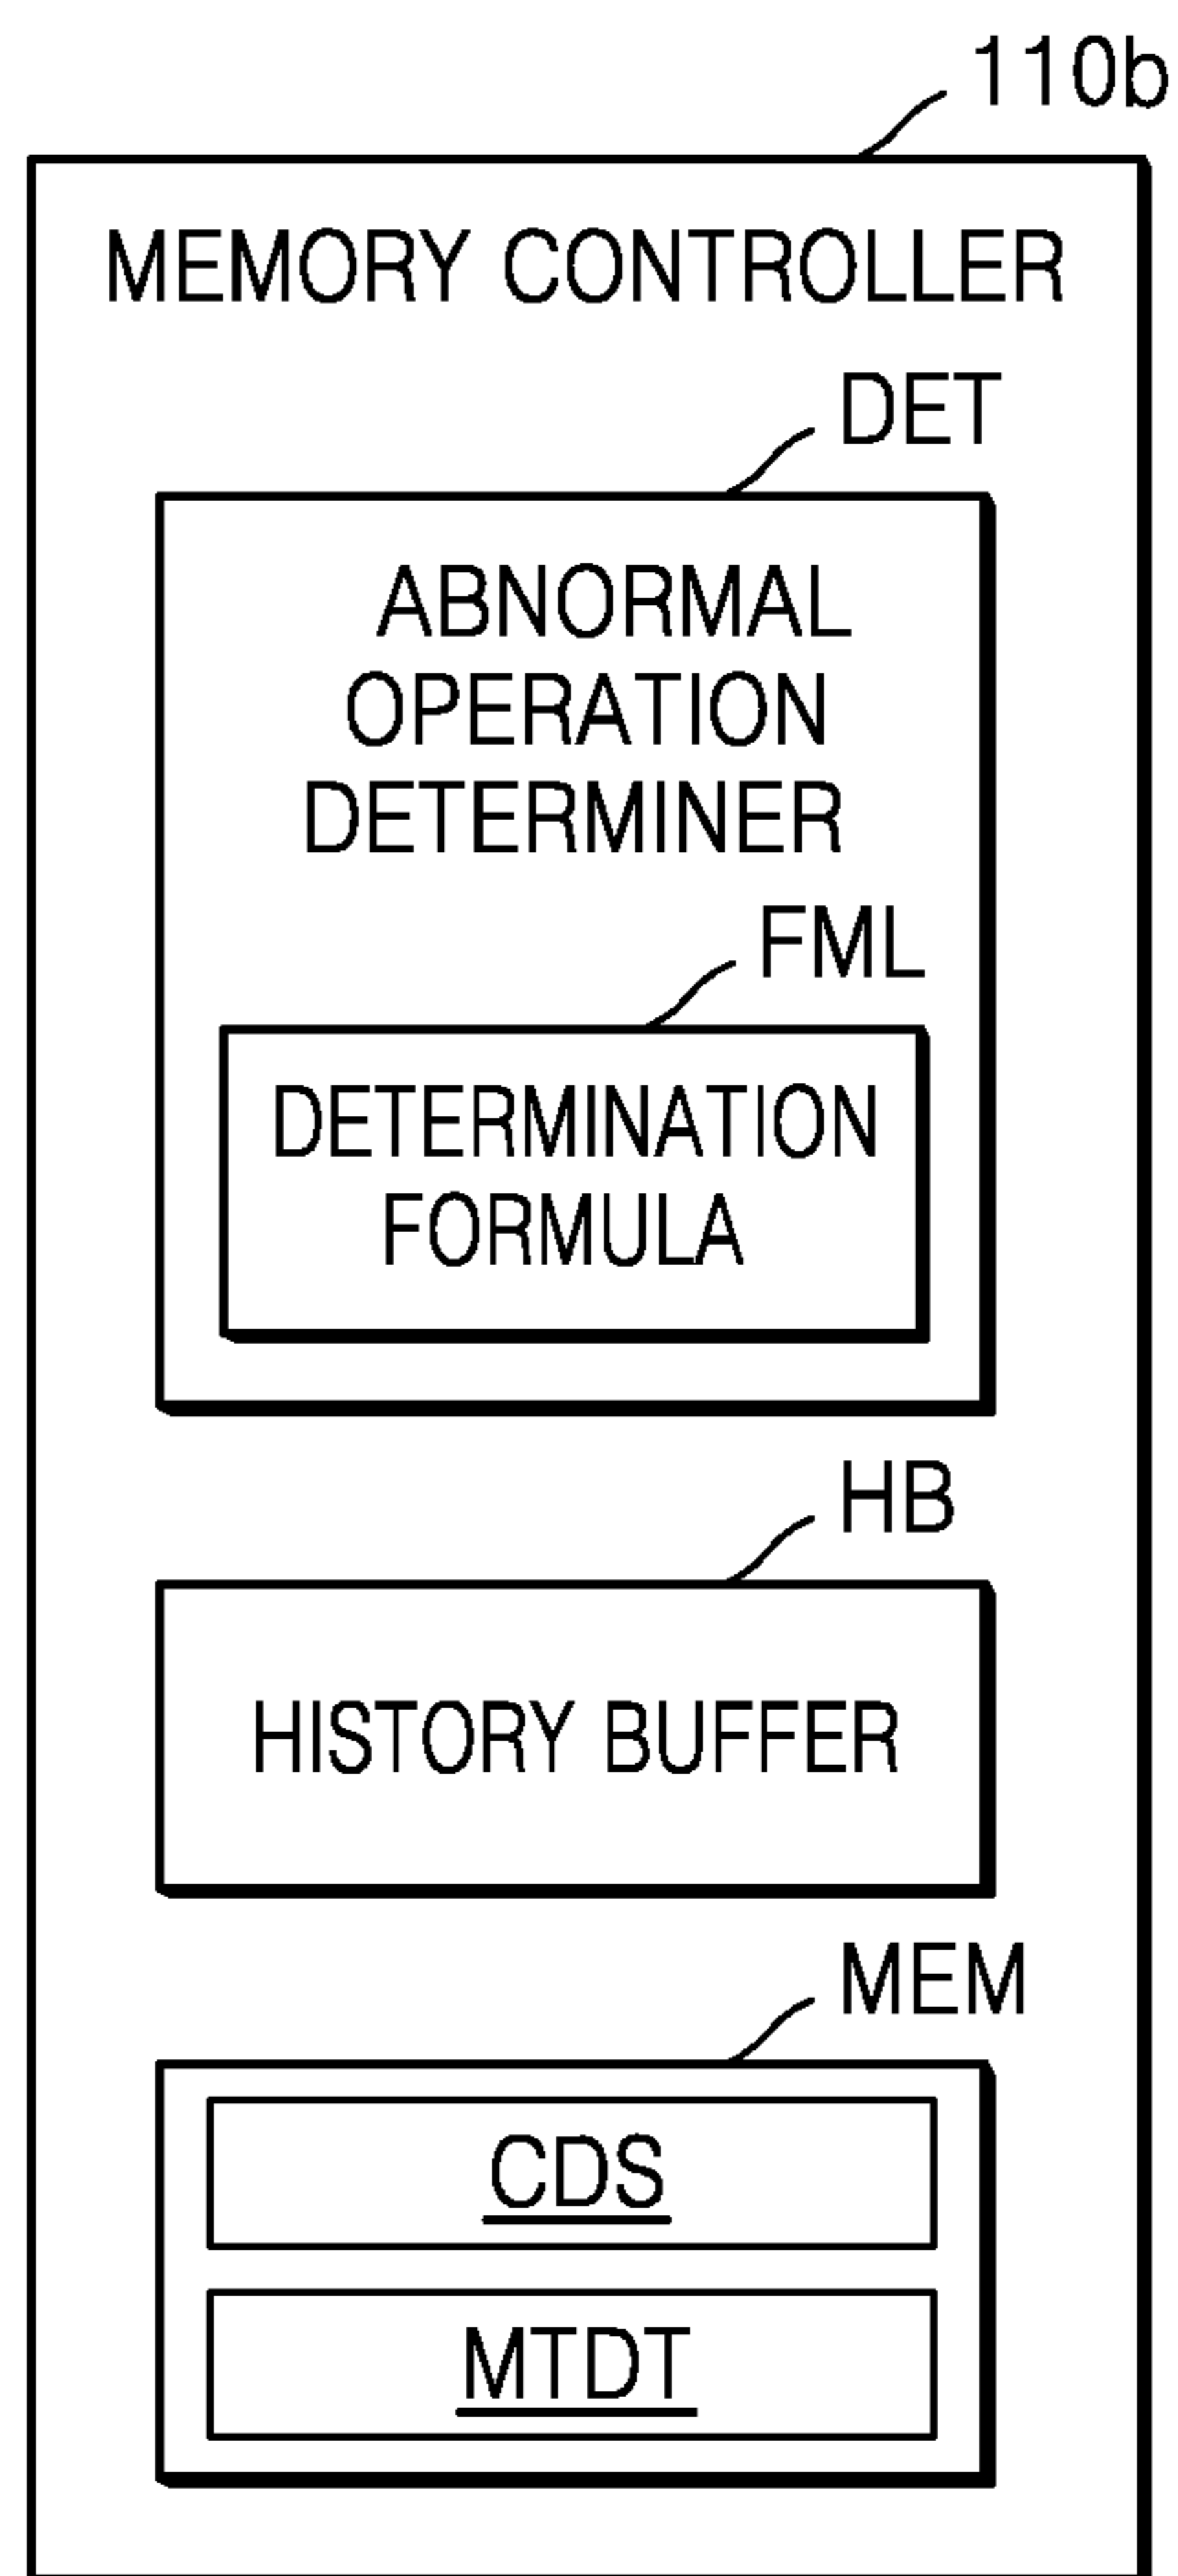 110b
MEMORY CONTROLLER
DET
ABNORMAL
OPERATION
DETERMINER
FML
DETERMINATION
FORMULA
HB
HISTORY BUFFER
MEM
CDS
MTDT